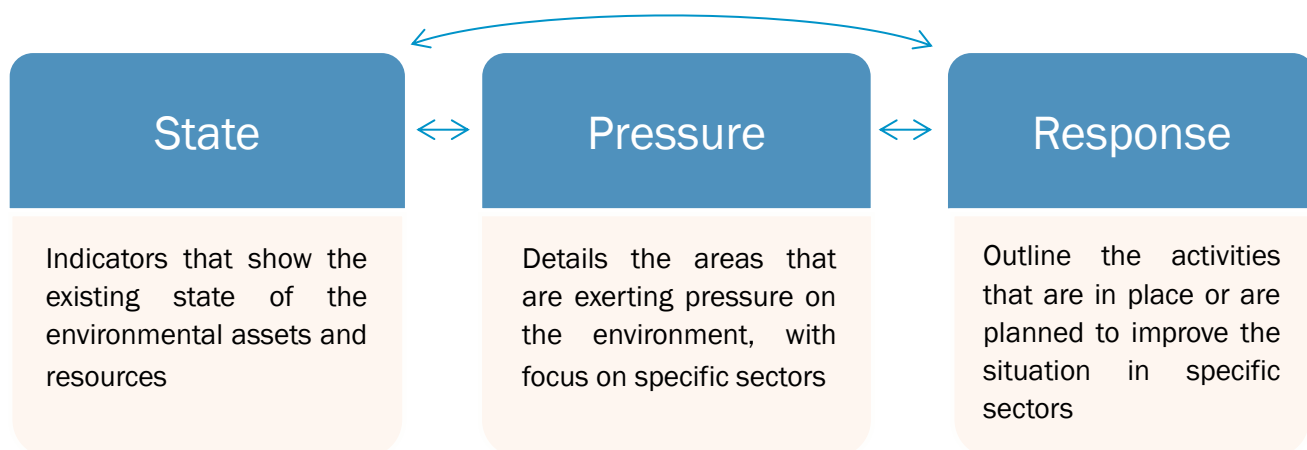 State
Indicators that show the
existing state of the
environmental assets and
resources
Pressure
Details the areas that
are exerting pressure on
the environment, with
focus on specific sectors
Response
Outline the activities
that are in place or are
planned to improve the
situation in specific
sectors